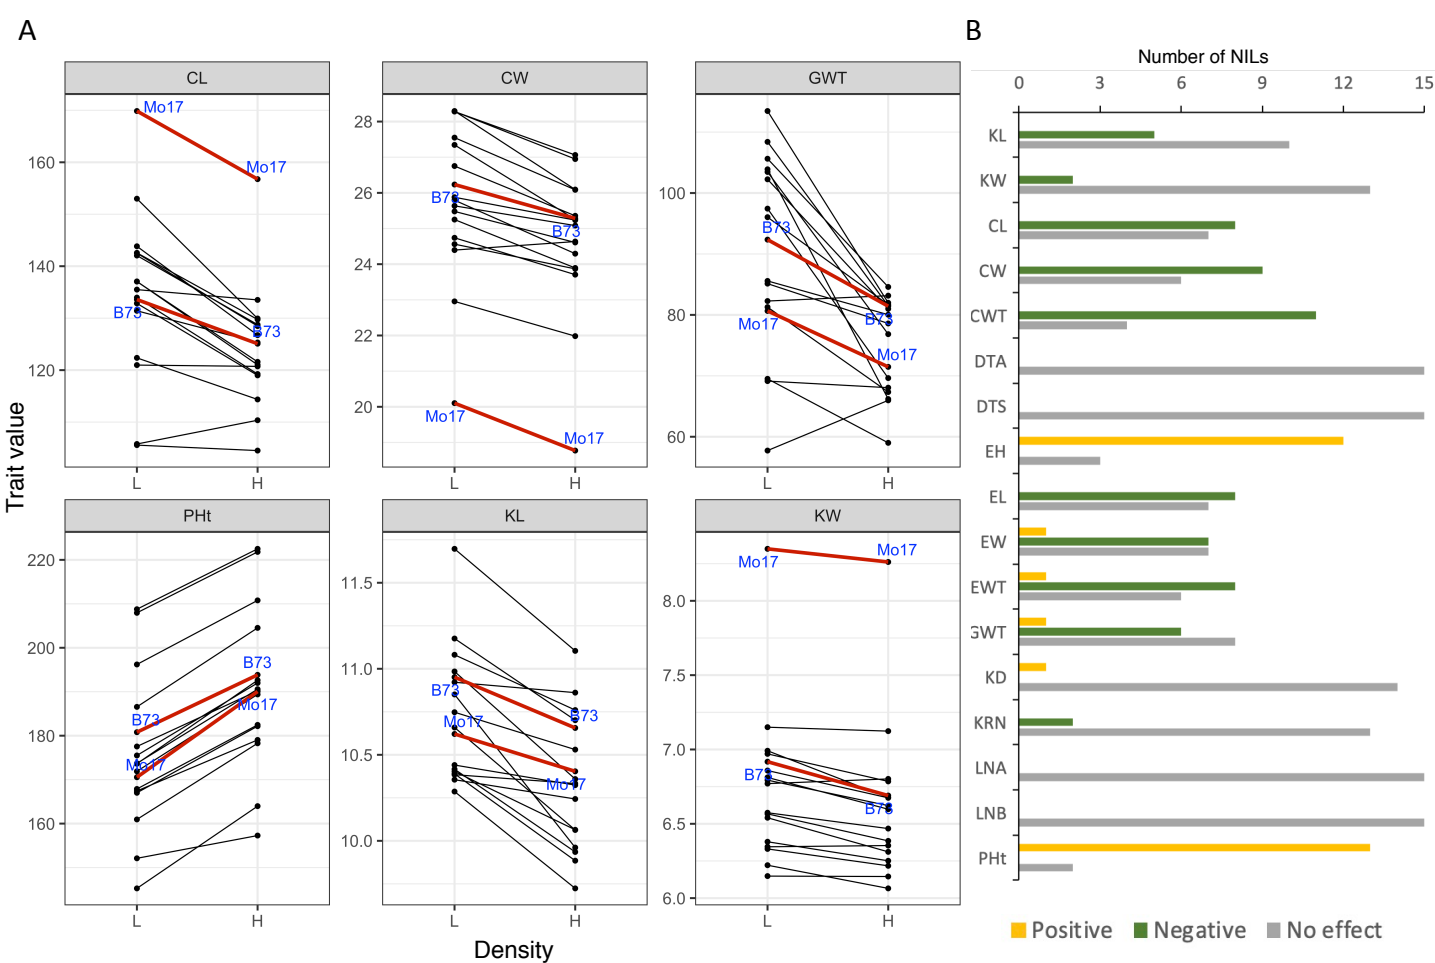 A
B
CL
CW
GWT
Number of NILs
0 3 6 9 12 15
Trait value
160
140
120
Mo17
Mo17
B73
B73
L H
28
26
24
22
20
B73
B73
Mo17
Mo17
L H
100
80
60
B73
B73
Mo17
Mo17
L H
PHt
KL
KW
220
200
180
160
B73
B73
Mo17
Mo17
L H
11.5
11.0
10.5
10.0
B73
B73
Mo17
Mo17
L H
8.0
7.5
7.0
6.5
6.0
Mo17
Mo17
B73
B73
L H
Density
KL
KW
CL
CW
CWT
DTA
DTS
EH
EL
EW
EWT
GWT
KD
KRN
LNA
LNB
PHt
Positive Negative No effect